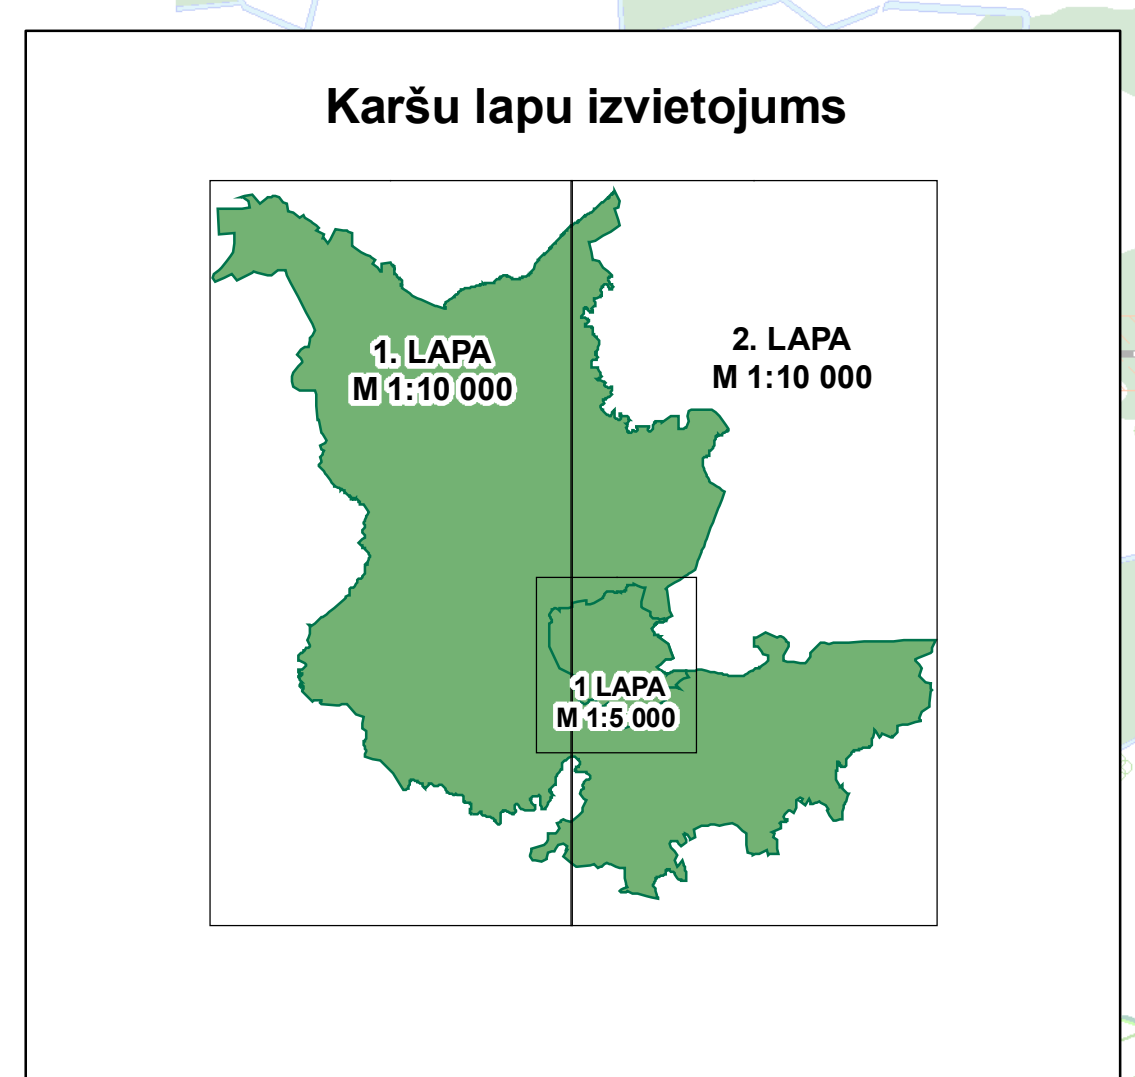 Karšu lapu izvietojums
1. LAPA
M 1:10 000
2. LAPA
M 1:10 000
1 LAPA
M 1:5 000